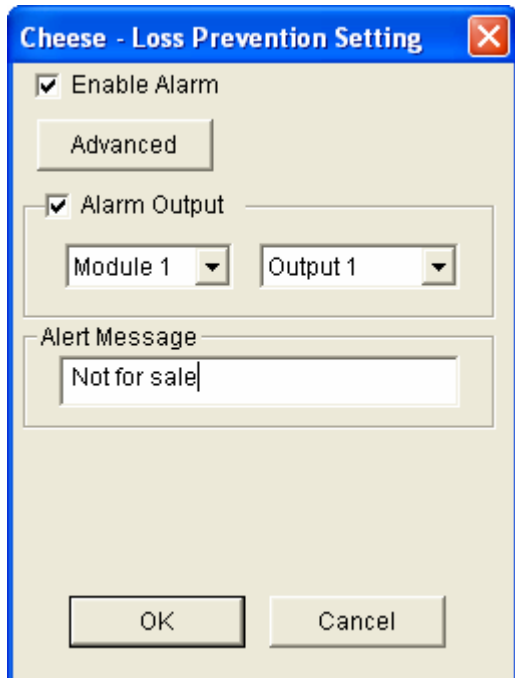 Cheese - Loss Prevention Setting
Enable Alarm
Advanced
Alarm Output
Module 1 Output 1
Alert Message
Not for sale
OK Cancel